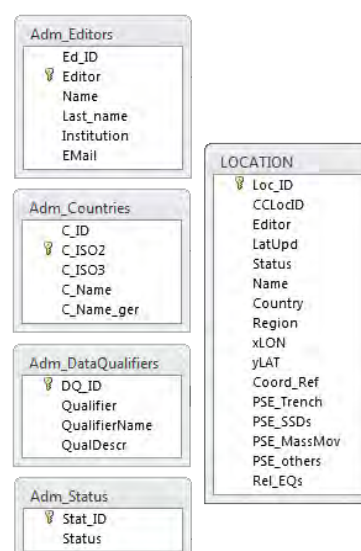 Adm_Editors
Ed_ID
Editor
Name
Last_name
Institution
EMail
Adm_Countries
C_ID
C_ISO2
C_ISO3
C_Name
C_Name_ger
Adm_DataQualifiers
DQ_ID
Qualifier
QualifierName
QualDescr
Adm_Status
Stat_ID
Status
LOCATION
Loc_ID
CCLocID
Editor
LatUpd
Status
Name
Country
Region
xLON
yLAT
Coord_Ref
PSE_Trench
PSE_SSDs
PSE_MassMov
PSE_others
Rel_EQs